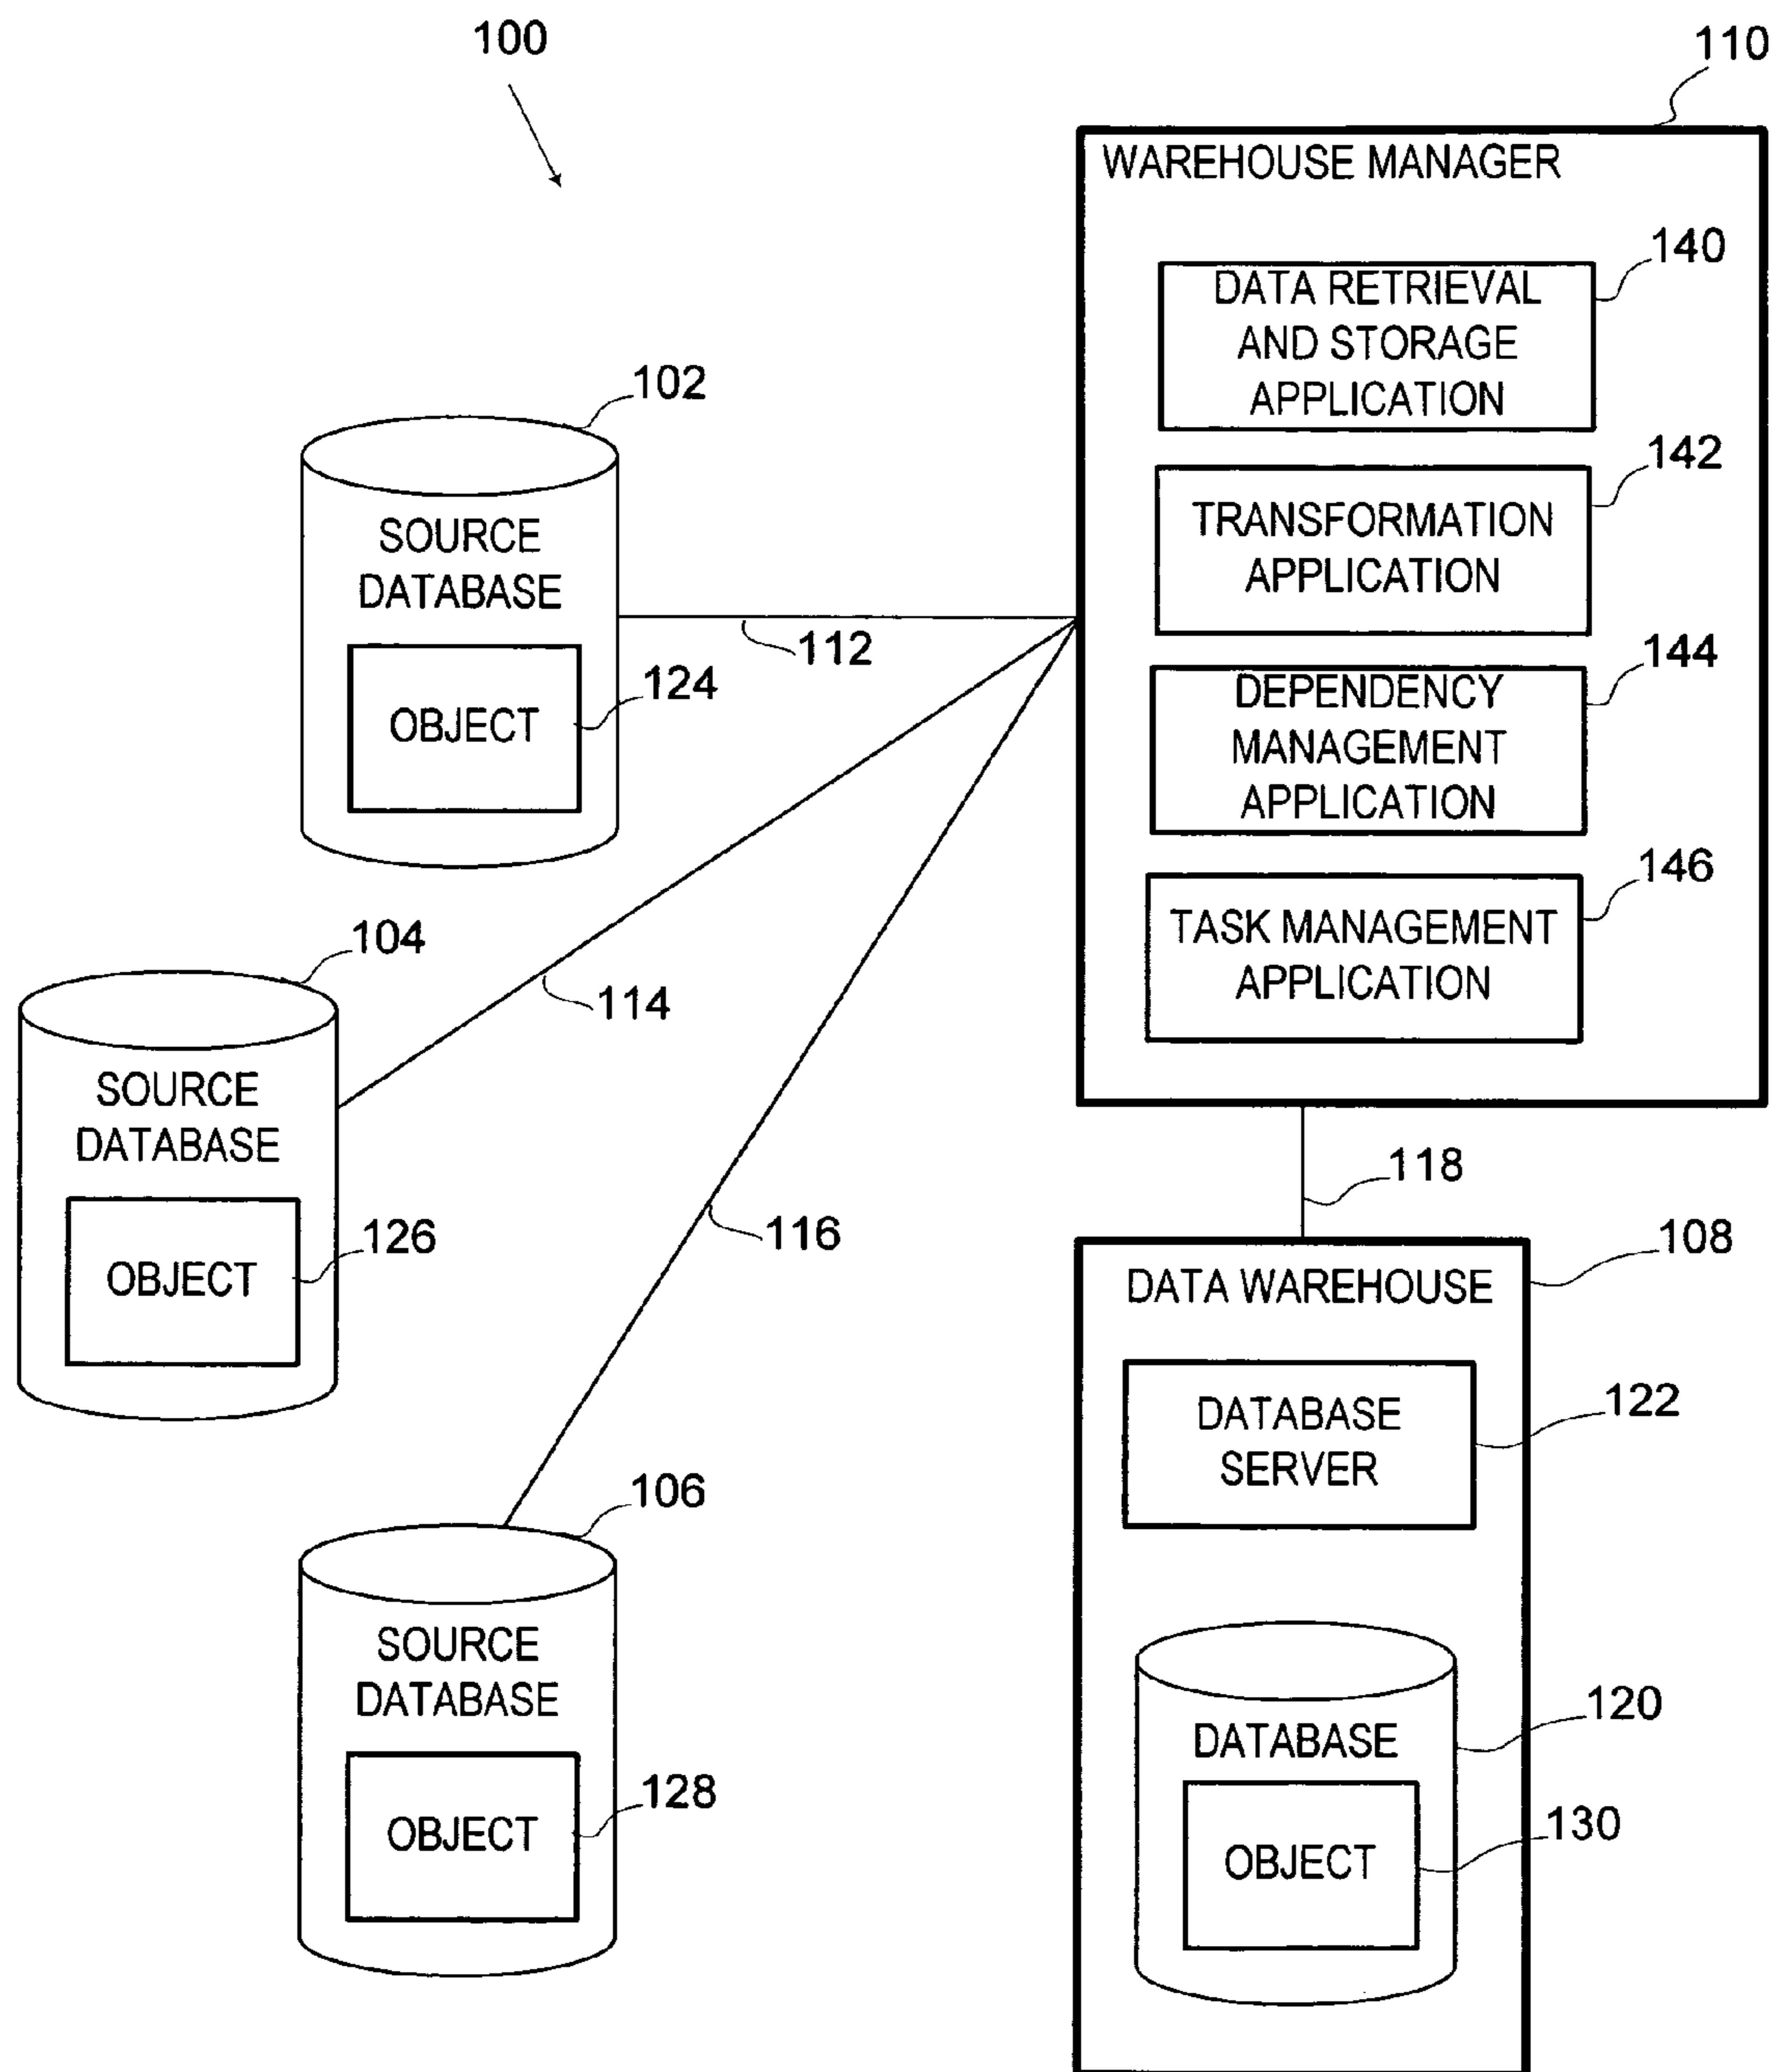 100
110
WAREHOUSE MANAGER
140
DATA RETRIEVAL
AND STORAGE
APPLICATION
142
TRANSFORMATION
APPLICATION
144
DEPENDENCY
MANAGEMENT
APPLICATION
146
TASK MANAGEMENT
APPLICATION
102
SOURCE
DATABASE
124
OBJECT
112
104
SOURCE
DATABASE
126
OBJECT
114
116
118
106
SOURCE
DATABASE
128
OBJECT
108
DATA WAREHOUSE
122
DATABASE
SERVER
120
DATABASE
130
OBJECT